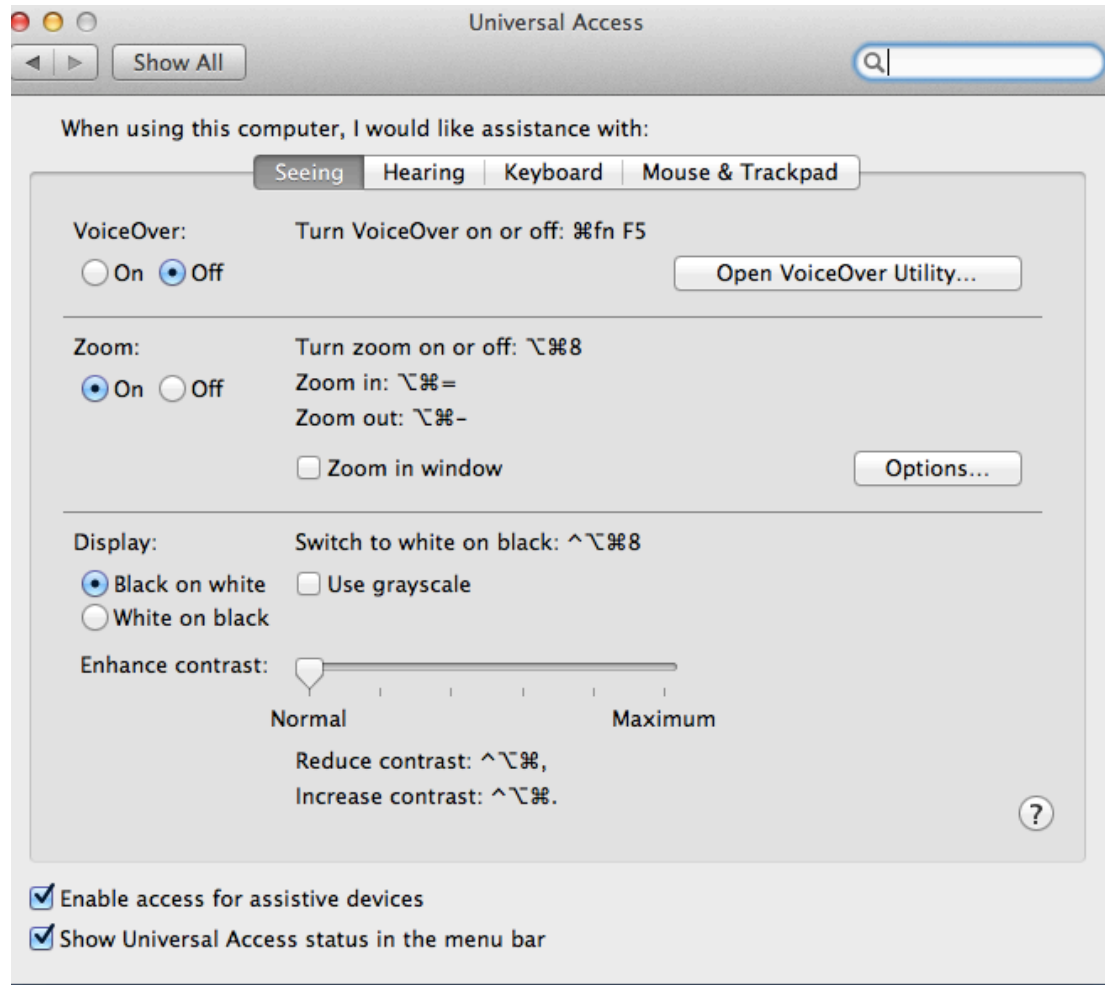 Universal Access
Show All
When using this computer, I would like assistance with:
Seeing Hearing Keyboard Mouse & Trackpad
VoiceOver: Turn VoiceOver on or off: ⌘fn F5
On Off Open VoiceOver Utility...
Zoom: Turn zoom on or off: ⌥⌘8
On Off Zoom in: ⌥⌘=
Zoom out: ⌥⌘-
Zoom in window Options...
Display: Switch to white on black: ^⌥⌘8
Black on white Use grayscale
White on black
Enhance contrast:
Normal Maximum
Reduce contrast: ^⌥⌘,
Increase contrast: ^⌥⌘.
?
Enable access for assistive devices
Show Universal Access status in the menu bar